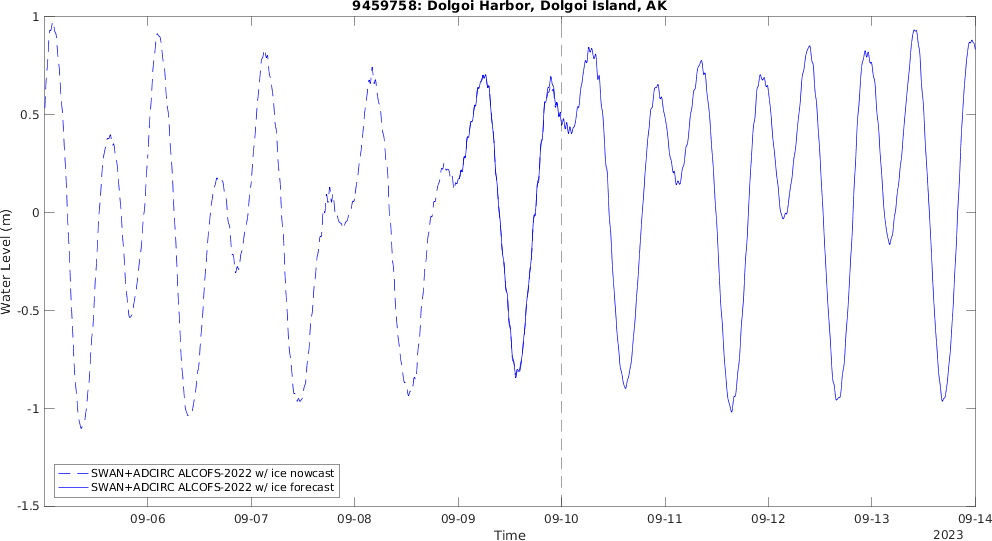 9459758: Dolgoi Harbor, Dolgoi Island, AK
1
0.5
0
-0.5
-1
-1.5
Water Level (m)
SWAN+ADCIRC ALCOFS-2022 w/ ice nowcast
SWAN+ADCIRC ALCOFS-2022 w/ ice forecast
09-06 09-07 09-08 09-09 09-10 09-11 09-12 09-13 09-14
Time
2023